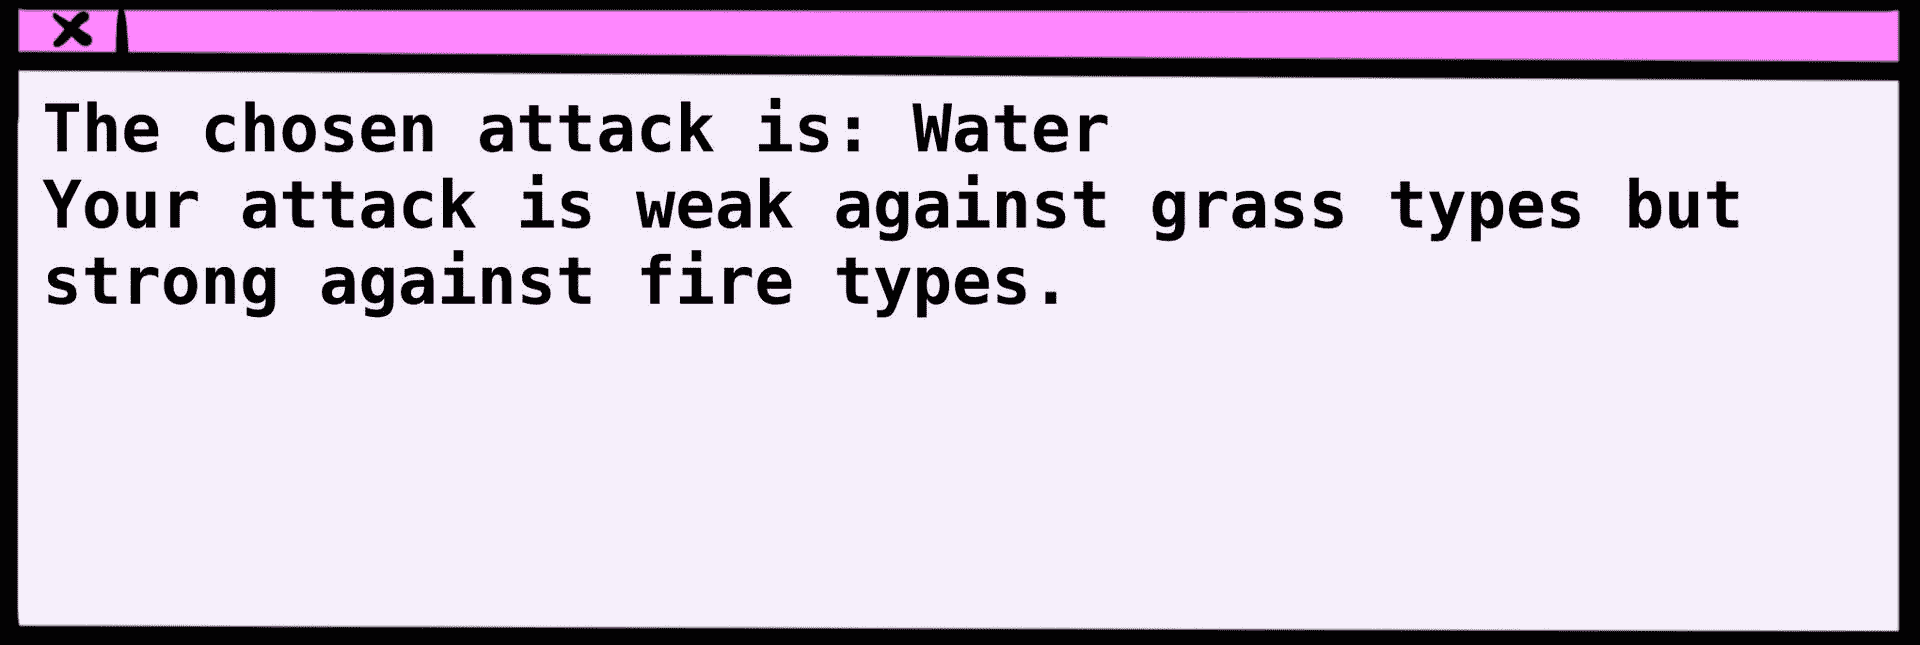 The chosen attack is: Water
Your attack is weak against grass types but
strong against fire types.